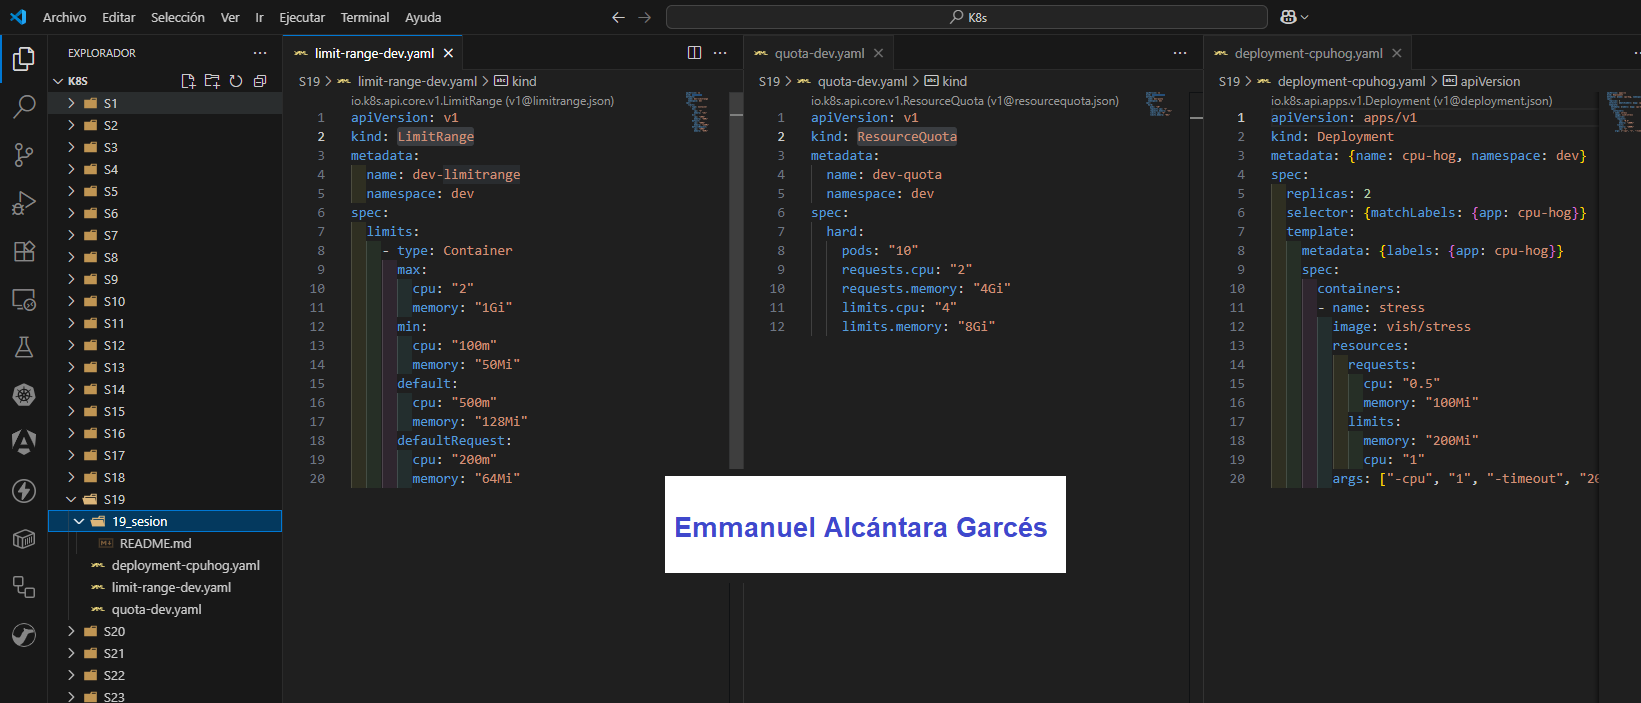 Archivo Editar Selección Ver Ir Ejecutar Terminal Ayuda
K8s
EXPLORADOR
K8S
S1
S2
S3
S4
S5
S6
S7
S8
S9
S10
S11
S12
S13
S14
S15
S16
S17
S18
S19
19_sesion
README.md
deployment-cpuhog.yaml
limit-range-dev.yaml
quota-dev.yaml
S20
S21
S22
S23
limit-range-dev.yaml
S19 > limit-range-dev.yaml > kind
io.k8s.api.core.v1.LimitRange (v1@limitrange.json)
1 apiVersion: v1
2 kind: LimitRange
3 metadata:
4 name: dev-limitrange
5 namespace: dev
6 spec:
7 limits:
8 - type: Container
9 max:
10 cpu: "2"
11 memory: "1Gi"
12 min:
13 cpu: "100m"
14 memory: "50Mi"
15 default:
16 cpu: "500m"
17 memory: "128Mi"
18 defaultRequest:
19 cpu: "200m"
20 memory: "64Mi"
quota-dev.yaml
S19 > quota-dev.yaml > kind
io.k8s.api.core.v1.ResourceQuota (v1@resourcequota.json)
1 apiVersion: v1
2 kind: ResourceQuota
3 metadata:
4 name: dev-quota
5 namespace: dev
6 spec:
7 hard:
8 pods: "10"
9 requests.cpu: "2"
10 requests.memory: "4Gi"
11 limits.cpu: "4"
12 limits.memory: "8Gi"
deployment-cpuhog.yaml
S19 > deployment-cpuhog.yaml > apiVersion
io.k8s.api.apps.v1.Deployment (v1@deployment.json)
1 apiVersion: apps/v1
2 kind: Deployment
3 metadata: {name: cpu-hog, namespace: dev}
4 spec:
5 replicas: 2
6 selector: {matchLabels: {app: cpu-hog}}
7 template:
8 metadata: {labels: {app: cpu-hog}}
9 spec:
10 containers:
11 - name: stress
12 image: vish/stress
13 resources:
14 requests:
15 cpu: "0.5"
16 memory: "100Mi"
17 limits:
18 memory: "200Mi"
19 cpu: "1"
20 args: ["-cpu", "1", "-timeout", "20
Emmanuel Alcántara Garcés